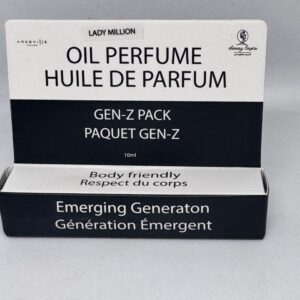 LADY MILLION
ANGEVILLE
OIL PERFUME
HUILE DE PARFUM
GEN-Z PACK
PAQUET GEN-Z
10ml
Body friendly
Respect du corps
Emerging Generaton
Génération Émergent